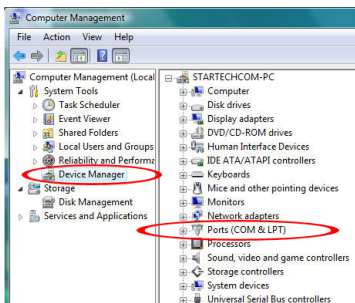 Computer Management
File Action View Help
Computer Management (Local
System Tools
Task Scheduler
Event Viewer
Shared Folders
Local Users and Groups
Reliability and Performa
Device Manager
Storage
Disk Management
Services and Applications
STARTECHCOM-PC
Computer
Disk drives
Display adapters
DVD/CD-ROM drives
Human Interface Devices
IDE ATA/ATAPI controllers
Keyboards
Mice and other pointing devices
Monitors
Network adapters
Ports (COM & LPT)
Processors
Sound, video and game controllers
Storage controllers
System devices
Universal Serial Bus controllers